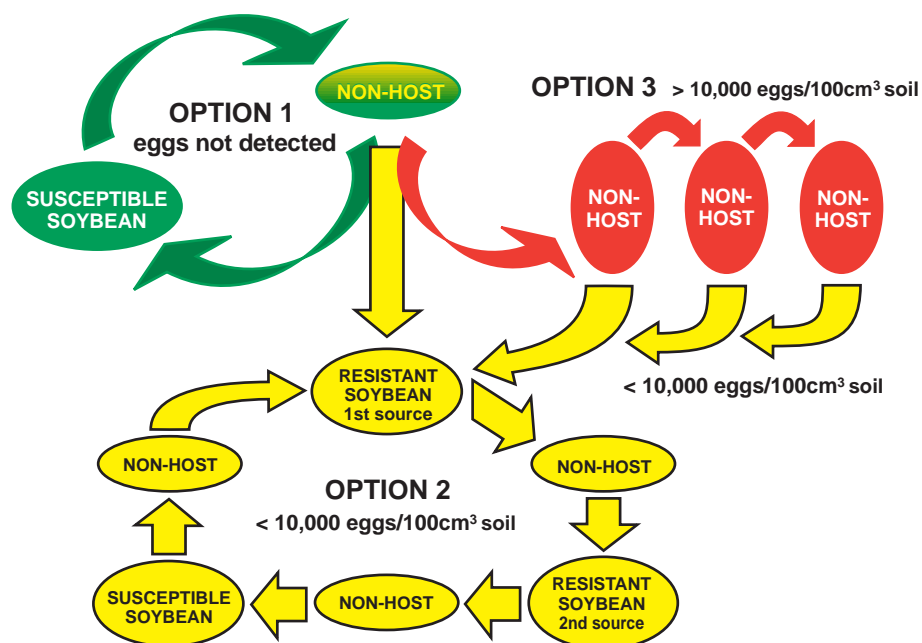 NON-HOST
OPTION 1
eggs not detected
SUSCEPTIBLE
SOYBEAN
OPTION 3 > 10,000 eggs/100cm³ soil
NON-
HOST
NON-
HOST
NON-
HOST
< 10,000 eggs/100cm³ soil
RESISTANT
SOYBEAN
1st source
NON-HOST
NON-HOST
OPTION 2
< 10,000 eggs/100cm³ soil
SUSCEPTIBLE
SOYBEAN
NON-HOST
RESISTANT
SOYBEAN
2nd source